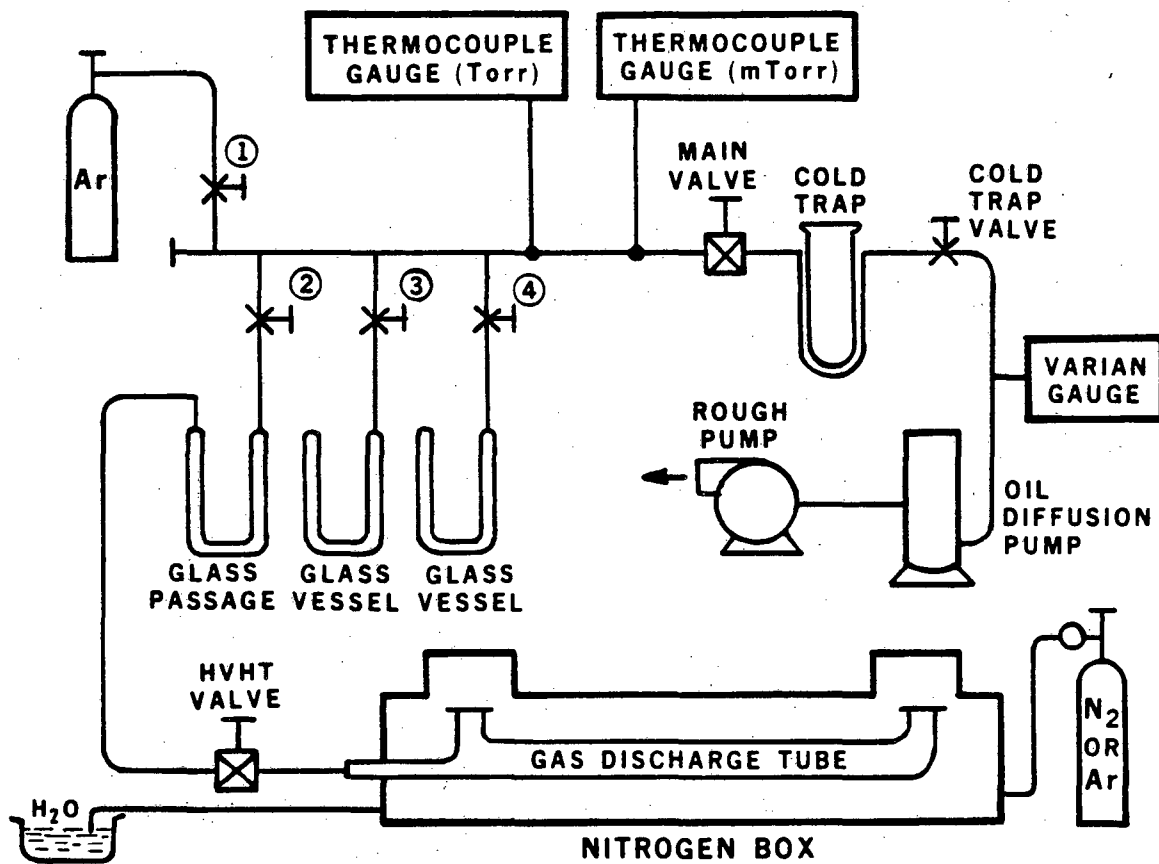 THERMOCOUPLE
GAUGE (Torr)
THERMOCOUPLE
GAUGE (mTorr)
Ar
①
MAIN
VALVE
COLD
TRAP
COLD
TRAP
VALVE
②
③
④
VARIAN
GAUGE
ROUGH
PUMP
OIL
DIFFUSION
PUMP
GLASS
PASSAGE
GLASS
VESSEL
GLASS
VESSEL
HVHT
VALVE
GAS DISCHARGE TUBE
N₂
OR
Ar
H₂O
NITROGEN BOX